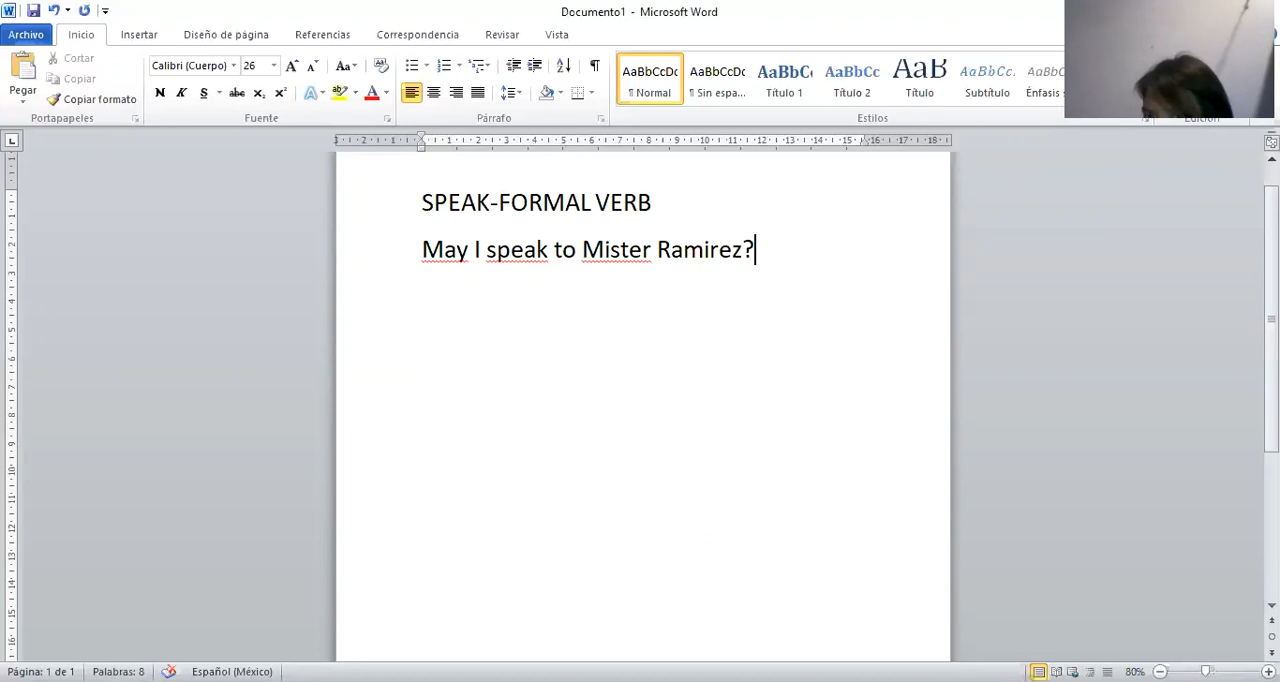 Documento1 - Microsoft Word
Archivo Inicio Insertar Diseño de página Referencias Correspondencia Revisar Vista
Pegar
Cortar
Copiar
Copiar formato
Portapapeles
Calibri (Cuerpo) 26
Fuente
Párrafo
AaBbCcDc AaBbCcDc AaBbC AaBbCc AaB AaBbCc. AaBbC
¶ Normal ¶ Sin espa... Título 1 Título 2 Título Subtítulo Énfasis
Estilos
Edición
SPEAK-FORMAL VERB
May I speak to Mister Ramirez?
Página: 1 de 1 Palabras: 8 Español (México) 80%